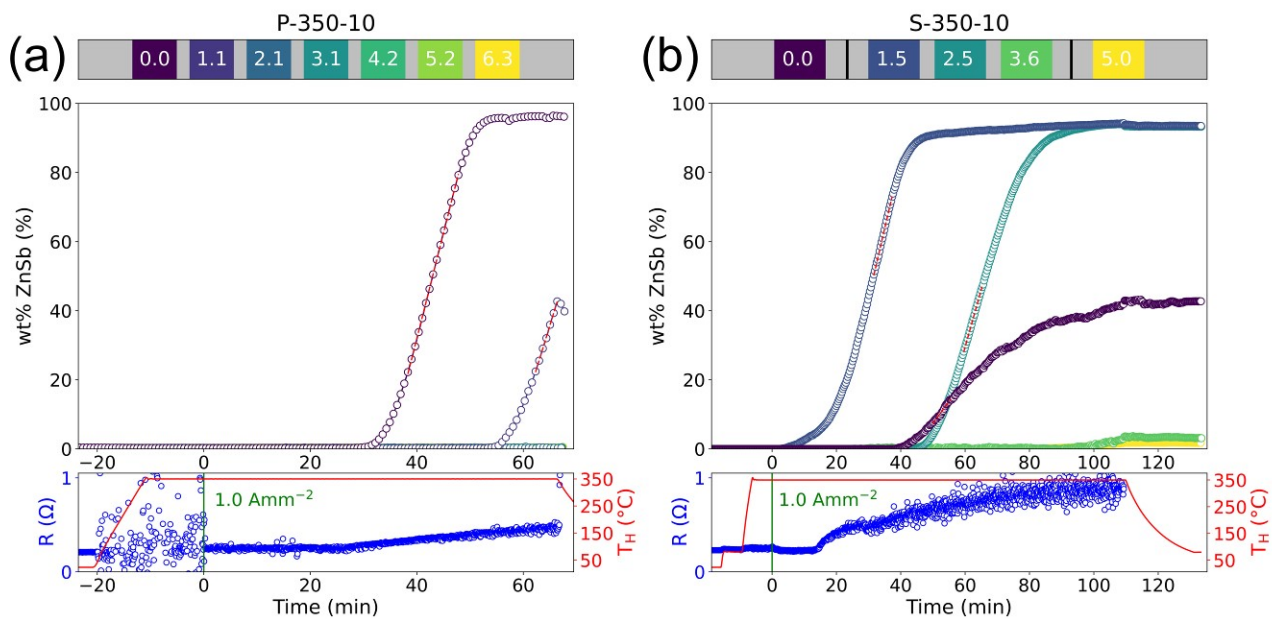 P-350-10
(a)
0.0 1.1 2.1 3.1 4.2 5.2 6.3
100
80
60
40
20
0
wt% ZnSb (%)
−20 0 20 40 60
1
0
R (Ω)
1.0 Amm⁻²
350
250
150
50
T_H (°C)
−20 0 20 40 60
Time (min)
S-350-10
(b)
0.0 1.5 2.5 3.6 5.0
100
80
60
40
20
0
wt% ZnSb (%)
0 20 40 60 80 100 120
1
0
R (Ω)
1.0 Amm⁻²
350
250
150
50
T_H (°C)
0 20 40 60 80 100 120
Time (min)